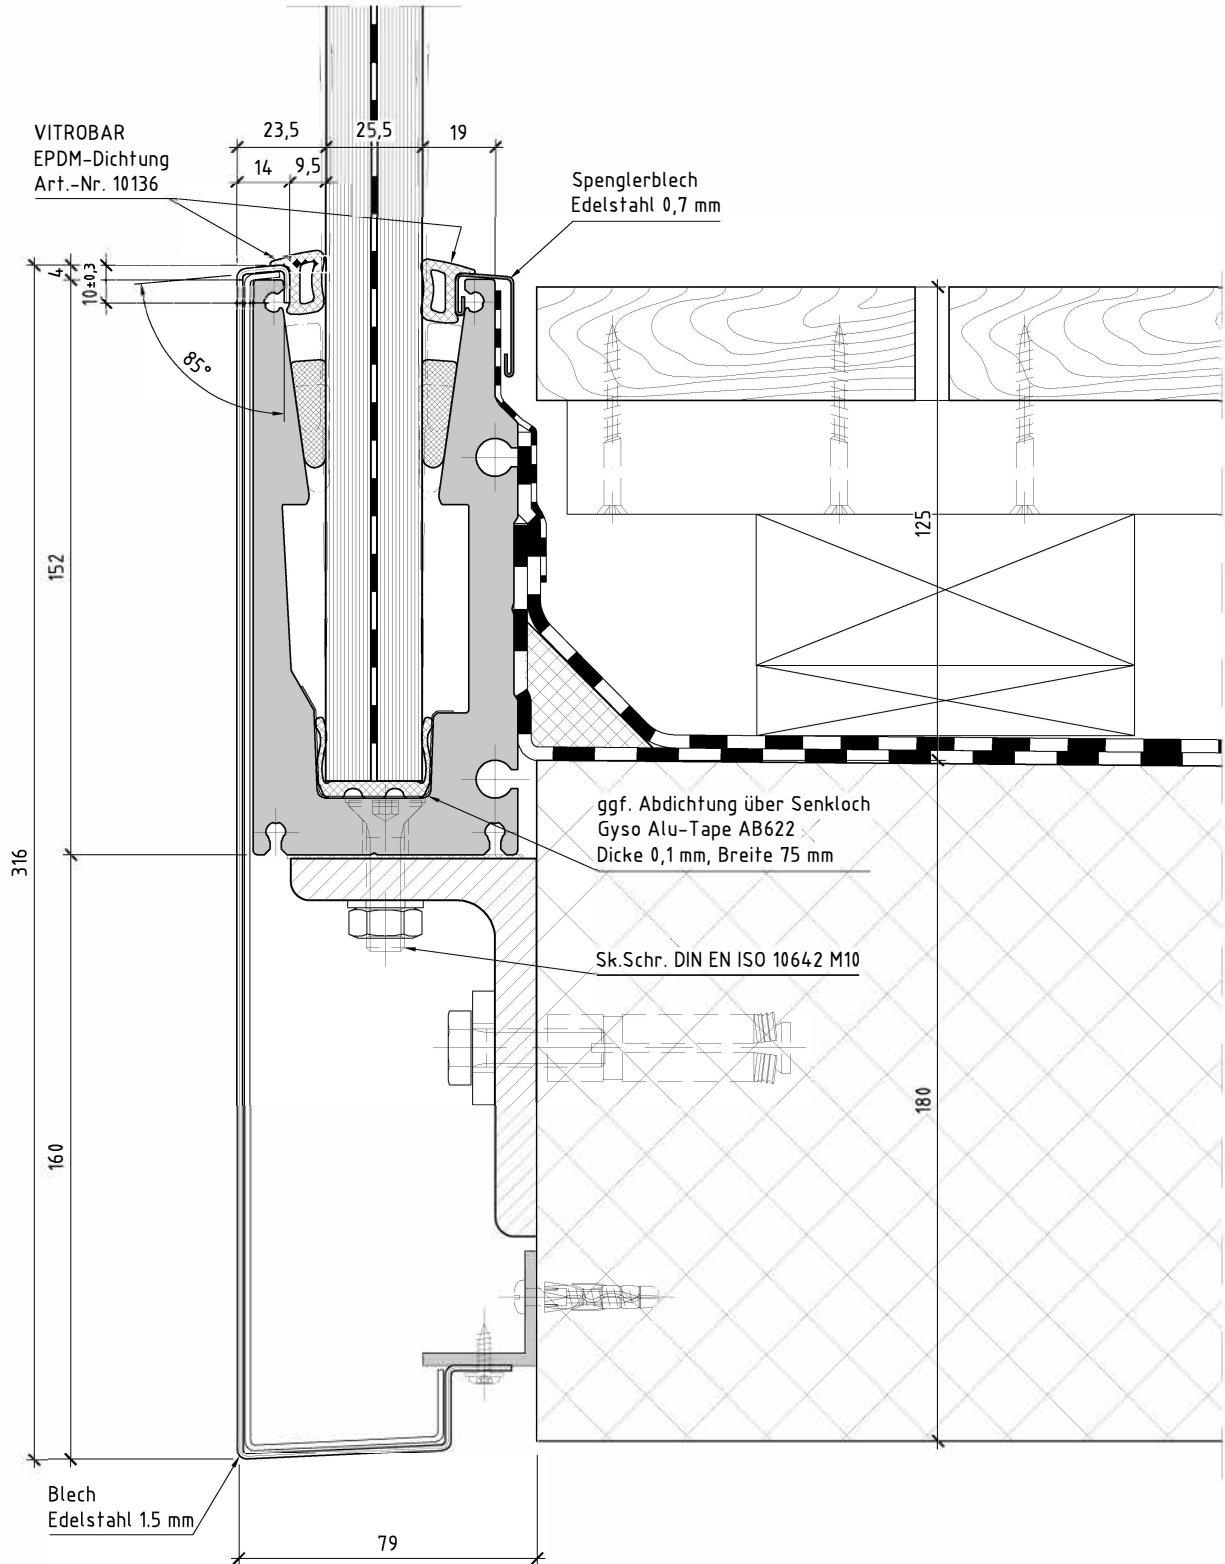 VITROBAR
EPDM-Dichtung
Art.-Nr. 10136
23,5
25,5
19
14
9,5
Spenglerblech
Edelstahl 0,7 mm
4
10±0,3
85°
152
125
316
ggf. Abdichtung über Senkloch
Gyso Alu-Tape AB622
Dicke 0,1 mm, Breite 75 mm
Sk.Schr. DIN EN ISO 10642 M10
180
160
Blech
Edelstahl 1.5 mm
79